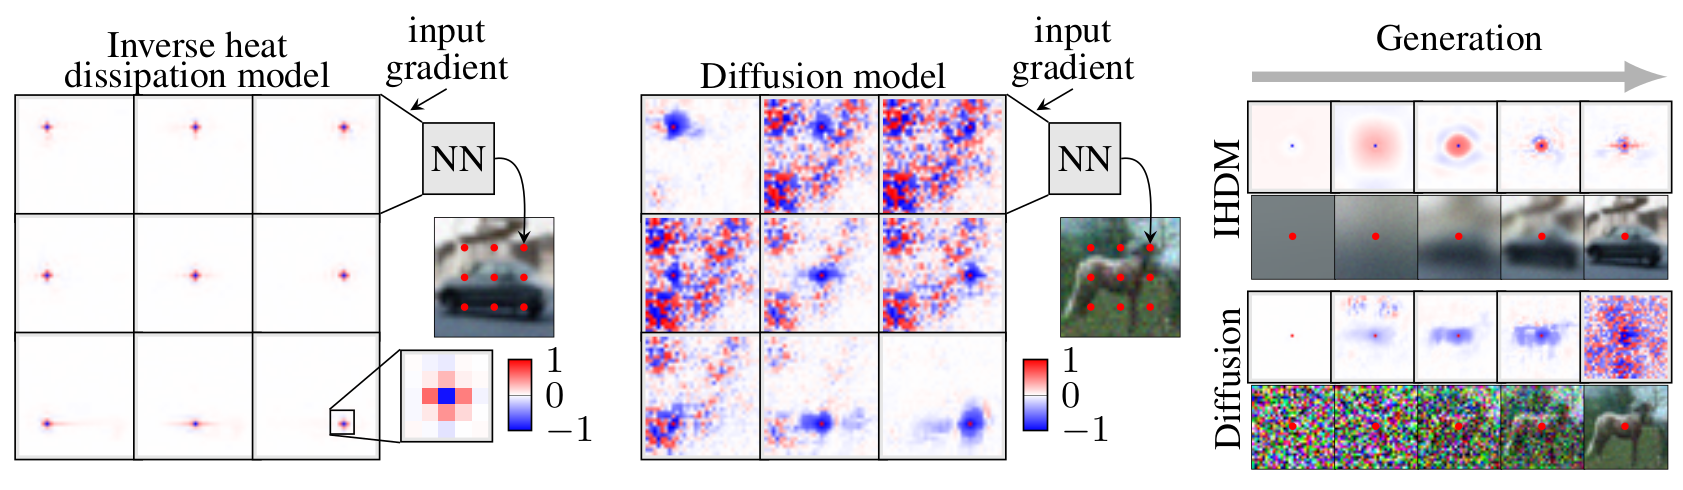 Inverse heat
dissipation model
input
gradient
NN
1
0
−1
Diffusion model
input
gradient
NN
1
0
−1
Generation
IHDM
Diffusion